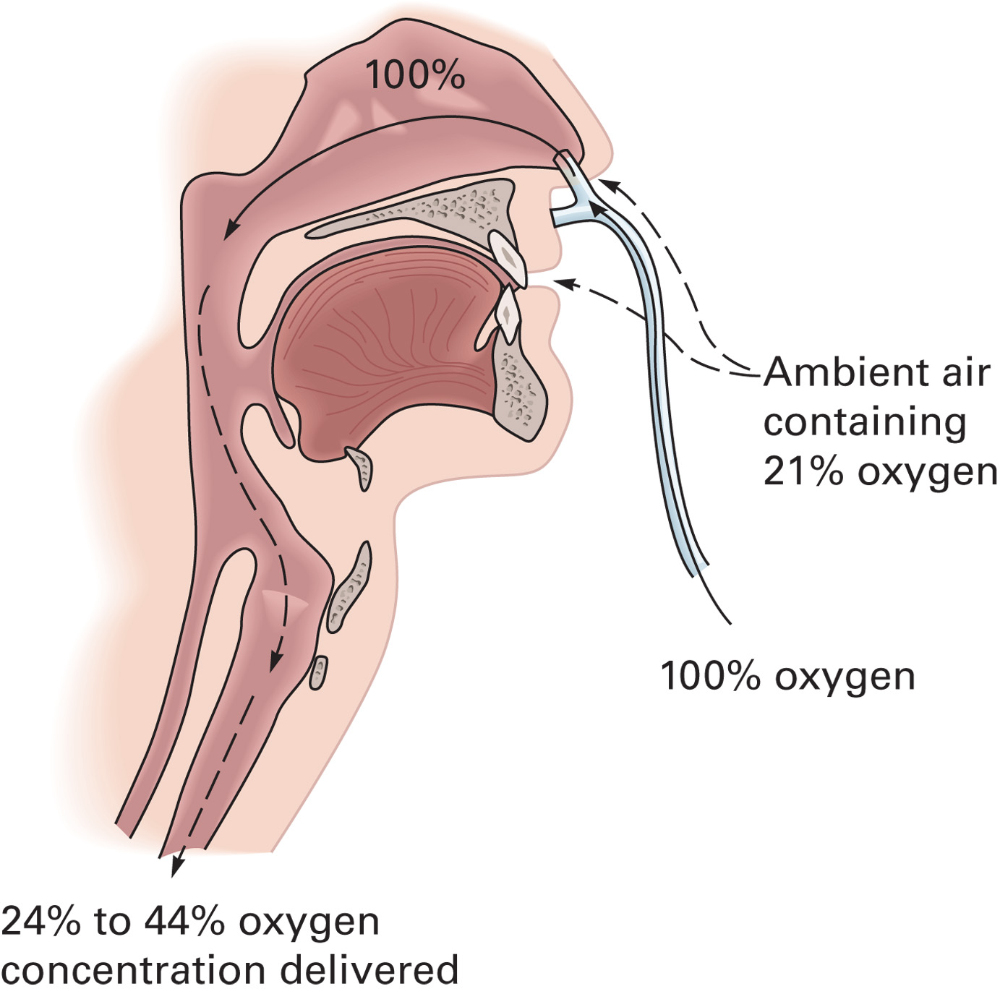 100%
Ambient air
containing
21% oxygen
100% oxygen
24% to 44% oxygen
concentration delivered